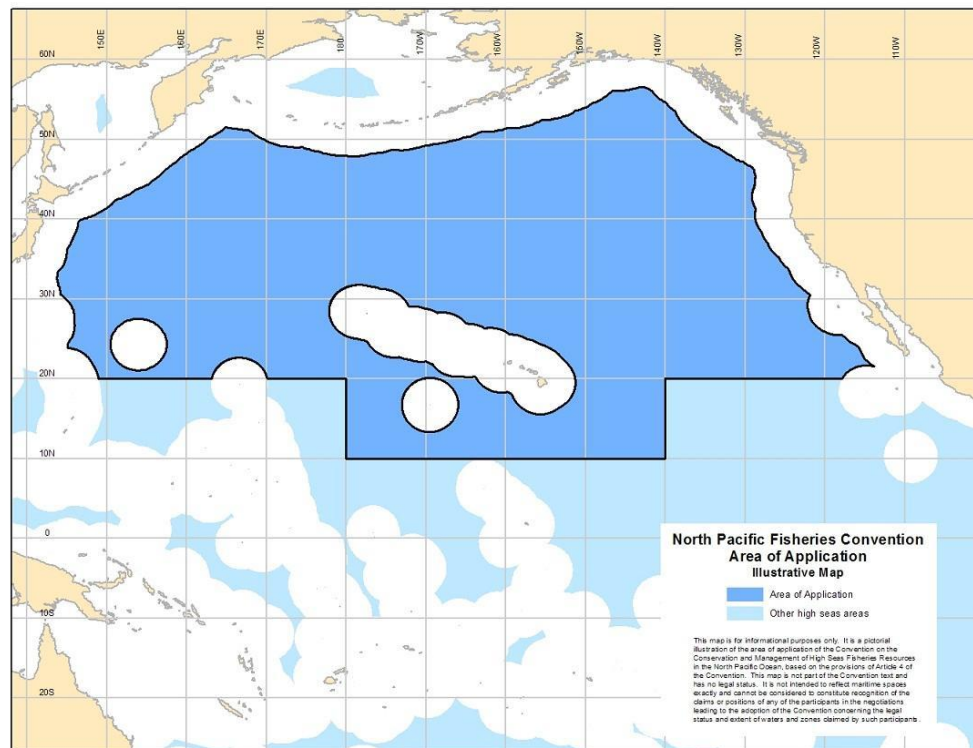 150E
160E
170E
180
170W
160W
150W
140W
130W
120W
110W
60N
50N
40N
30N
20N
10N
0
10S
20S
North Pacific Fisheries Convention
Area of Application
Illustrative Map
Area of Application
Other high seas areas
This map is for informational purposes only. It is a pictorial
illustration of the area of application of the Convention on the
Conservation and Management of High Seas Fisheries Resources
in the North Pacific Ocean, based on the provisions of Article 4 of
the Convention. This map is not part of the Convention text and
has no legal status. It is not intended to reflect maritime spaces
exactly and cannot be considered to constitute recognition of the
claims or positions of any of the participants in the negotiations
leading to the adoption of the Convention concerning the legal
status and extent of waters and zones claimed by such participants.